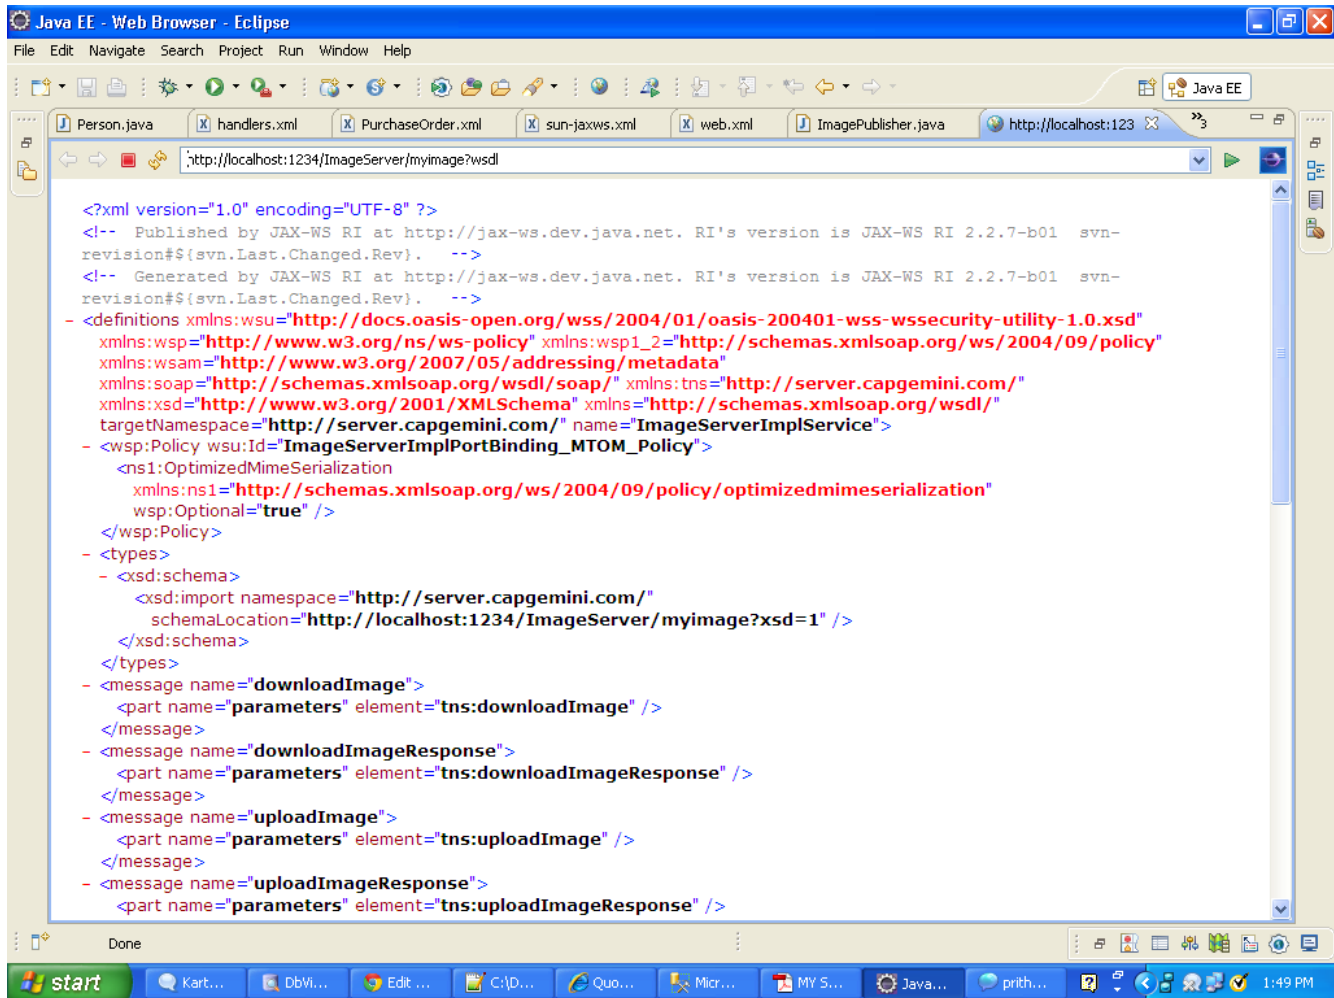 Java EE - Web Browser - Eclipse
File Edit Navigate Search Project Run Window Help
Java EE
Person.java handlers.xml PurchaseOrder.xml sun-jaxws.xml web.xml ImagePublisher.java http://localhost:123 »3
http://localhost:1234/ImageServer/myimage?wsdl
<?xml version="1.0" encoding="UTF-8" ?>
<!-- Published by JAX-WS RI at http://jax-ws.dev.java.net. RI's version is JAX-WS RI 2.2.7-b01 svn-
revision#${svn.Last.Changed.Rev}. -->
<!-- Generated by JAX-WS RI at http://jax-ws.dev.java.net. RI's version is JAX-WS RI 2.2.7-b01 svn-
revision#${svn.Last.Changed.Rev}. -->
- <definitions xmlns:wsu="http://docs.oasis-open.org/wss/2004/01/oasis-200401-wss-wssecurity-utility-1.0.xsd"
xmlns:wsp="http://www.w3.org/ns/ws-policy" xmlns:wsp1_2="http://schemas.xmlsoap.org/ws/2004/09/policy"
xmlns:wsam="http://www.w3.org/2007/05/addressing/metadata"
xmlns:soap="http://schemas.xmlsoap.org/wsdl/soap/" xmlns:tns="http://server.capgemini.com/"
xmlns:xsd="http://www.w3.org/2001/XMLSchema" xmlns="http://schemas.xmlsoap.org/wsdl/"
targetNamespace="http://server.capgemini.com/" name="ImageServerImplService">
- <wsp:Policy wsu:Id="ImageServerImplPortBinding_MTOM_Policy">
<ns1:OptimizedMimeSerialization
xmlns:ns1="http://schemas.xmlsoap.org/ws/2004/09/policy/optimizedmimeserialization"
wsp:Optional="true" />
</wsp:Policy>
- <types>
- <xsd:schema>
<xsd:import namespace="http://server.capgemini.com/"
schemaLocation="http://localhost:1234/ImageServer/myimage?xsd=1" />
</xsd:schema>
</types>
- <message name="downloadImage">
<part name="parameters" element="tns:downloadImage" />
</message>
- <message name="downloadImageResponse">
<part name="parameters" element="tns:downloadImageResponse" />
</message>
- <message name="uploadImage">
<part name="parameters" element="tns:uploadImage" />
</message>
- <message name="uploadImageResponse">
<part name="parameters" element="tns:uploadImageResponse" />
Done
start Kart... DbVi... Edit ... C:\D... Quo... Micr... MY S... Java... prith... 1:49 PM